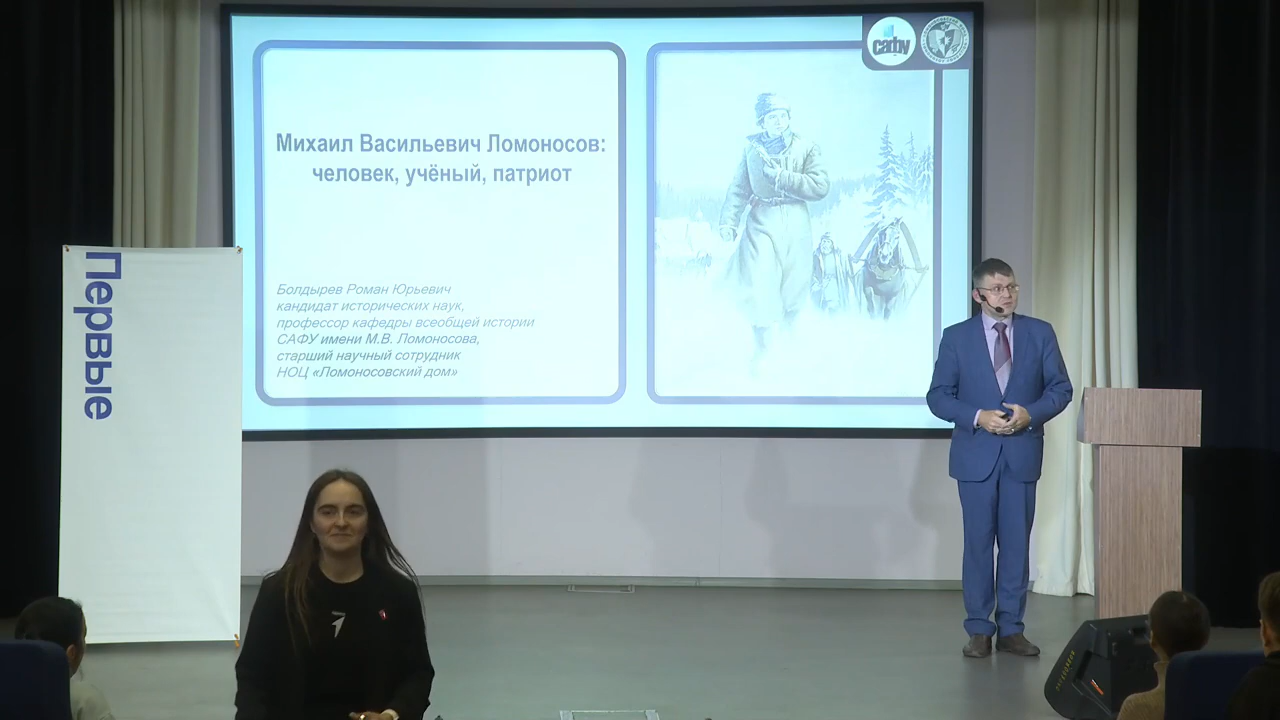 сафу
Михаил Васильевич Ломоносов:
человек, учёный, патриот
Болдырев Роман Юрьевич
кандидат исторических наук,
профессор кафедры всеобщей истории
САФУ имени М.В. Ломоносова,
старший научный сотрудник
НОЦ «Ломоносовский дом»
Первые